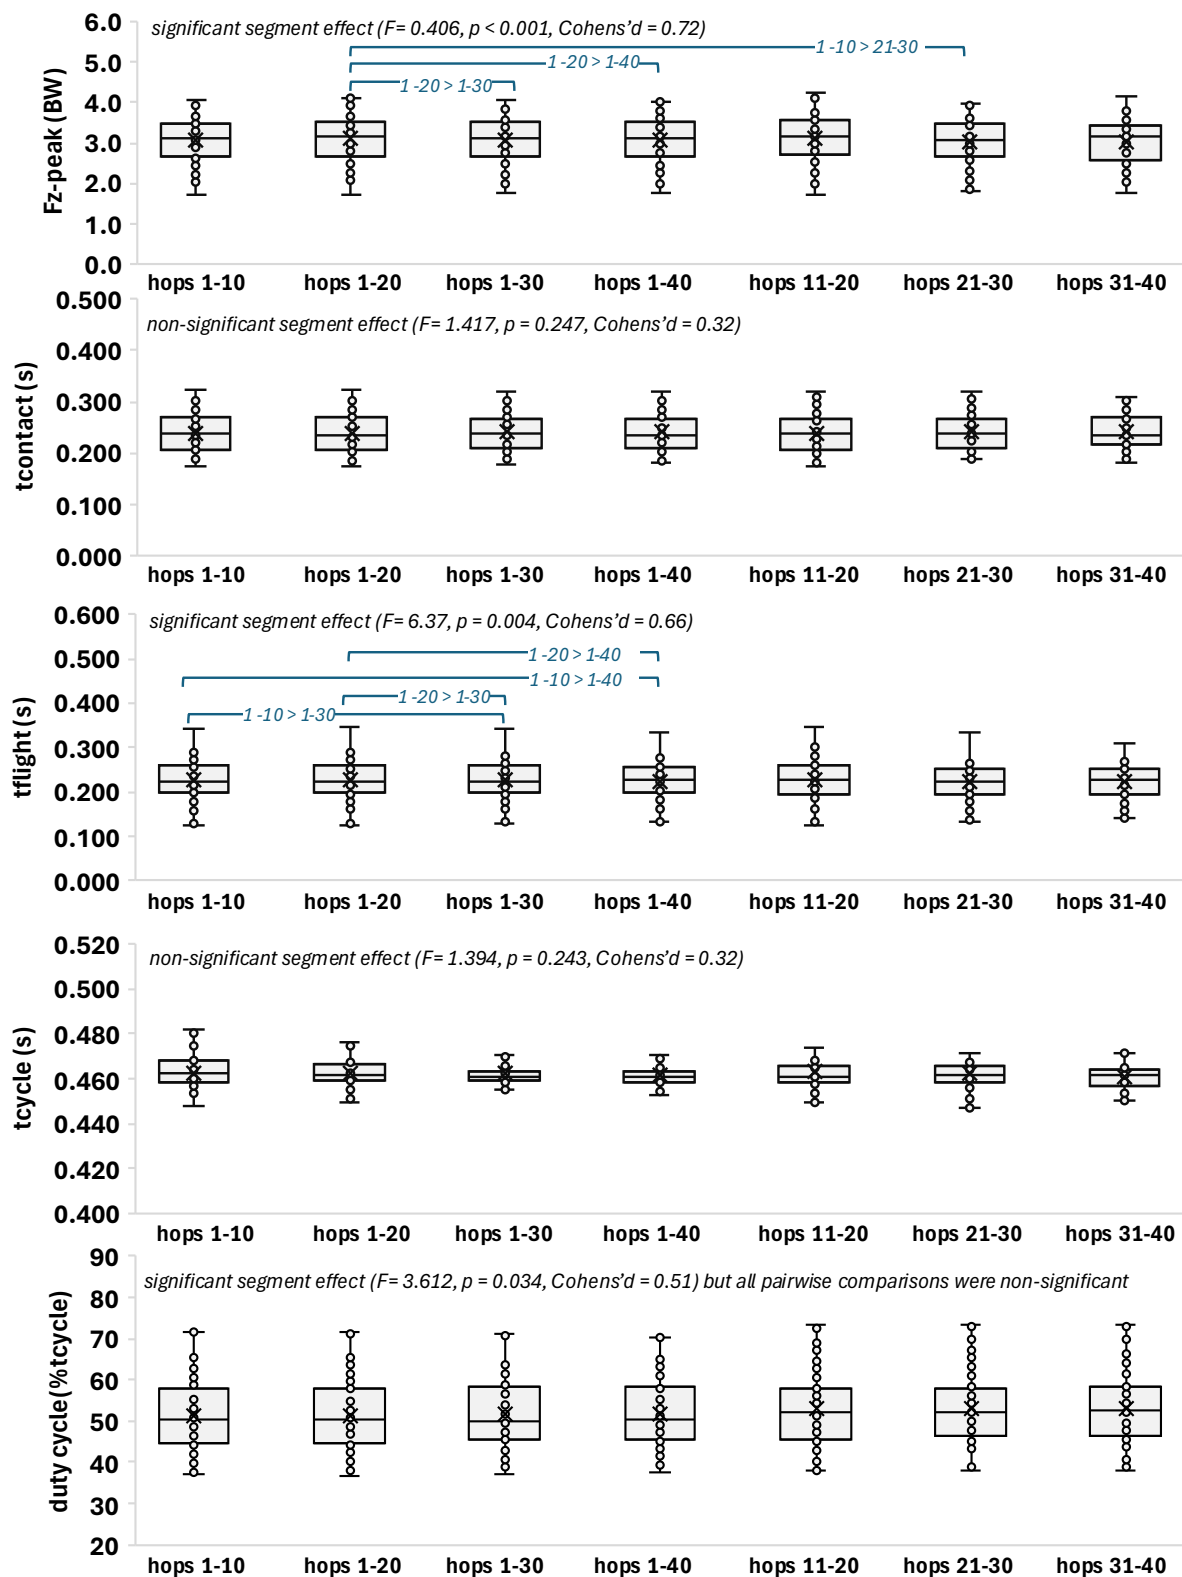 6.0
significant segment effect (F= 0.406, p < 0.001, Cohens’d = 0.72)
1 -10 > 21-30
5.0
1 -20 > 1-40
1 -20 > 1-30
4.0
3.0
2.0
1.0
0.0
Fz-peak (BW)
hops 1-10 hops 1-20 hops 1-30 hops 1-40 hops 11-20 hops 21-30 hops 31-40
0.500
non-significant segment effect (F= 1.417, p = 0.247, Cohens’d = 0.32)
0.400
0.300
0.200
0.100
0.000
tcontact (s)
hops 1-10 hops 1-20 hops 1-30 hops 1-40 hops 11-20 hops 21-30 hops 31-40
0.600
significant segment effect (F= 6.37, p = 0.004, Cohens’d = 0.66)
0.500
1 -20 > 1-40
1 -10 > 1-40
0.400
1 -20 > 1-30
1 -10 > 1-30
0.300
0.200
0.100
0.000
tflight (s)
hops 1-10 hops 1-20 hops 1-30 hops 1-40 hops 11-20 hops 21-30 hops 31-40
0.520
non-significant segment effect (F= 1.394, p = 0.243, Cohens’d = 0.32)
0.500
0.480
0.460
0.440
0.420
0.400
tcycle (s)
hops 1-10 hops 1-20 hops 1-30 hops 1-40 hops 11-20 hops 21-30 hops 31-40
90
significant segment effect (F= 3.612, p = 0.034, Cohens’d = 0.51) but all pairwise comparisons were non-significant
80
70
60
50
40
30
20
duty cycle(%tcycle)
hops 1-10 hops 1-20 hops 1-30 hops 1-40 hops 11-20 hops 21-30 hops 31-40